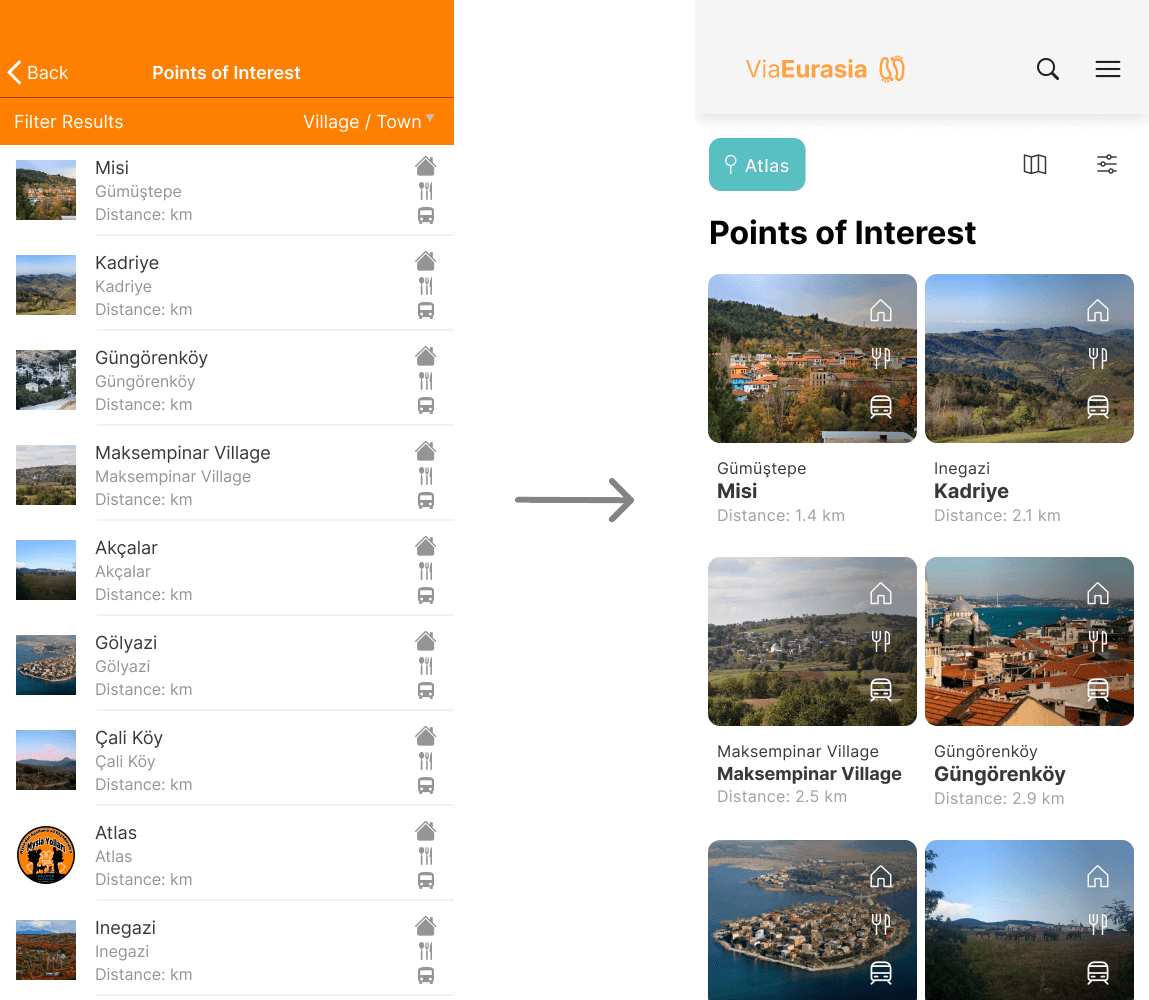 Back
Points of Interest
Filter Results
Village / Town
Misi
Gümüştepe
Distance: km
Kadriye
Kadriye
Distance: km
Güngörenköy
Güngörenköy
Distance: km
Maksempinar Village
Maksempinar Village
Distance: km
Akçalar
Akçalar
Distance: km
Gölyazi
Gölyazi
Distance: km
Çali Köy
Çali Köy
Distance: km
Mysia Yolları
Atlas
Atlas
Distance: km
Inegazi
Inegazi
Distance: km
ViaEurasia
Atlas
Points of Interest
Gümüştepe
Misi
Distance: 1.4 km
Inegazi
Kadriye
Distance: 2.1 km
Maksempinar Village
Maksempinar Village
Distance: 2.5 km
Güngörenköy
Güngörenköy
Distance: 2.9 km